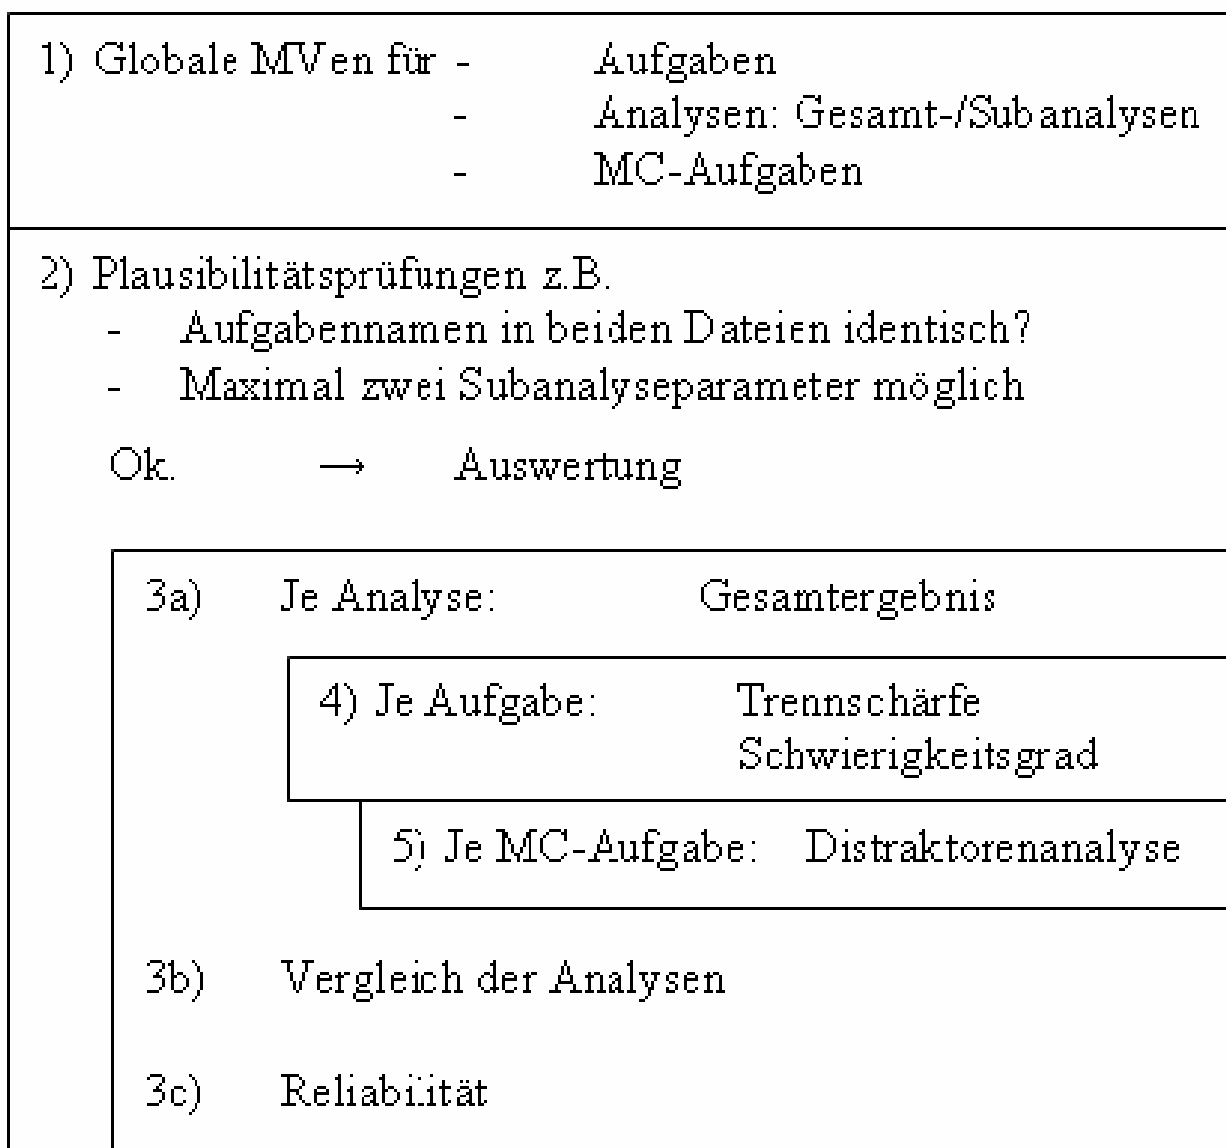 1) Globale MVen für - Aufgaben
- Analysen: Gesamt-/Subanalysen
- MC-Aufgaben
2) Plausibilitätsprüfungen z.B.
- Aufgabennamen in beiden Dateien identisch?
- Maximal zwei Subanalyseparameter möglich
Ok. → Auswertung
3a) Je Analyse: Gesamtergebnis
4) Je Aufgabe: Trennschärfe
Schwierigkeitsgrad
5) Je MC-Aufgabe: Distraktorenanalyse
3b) Vergleich der Analysen
3c) Reliabilität